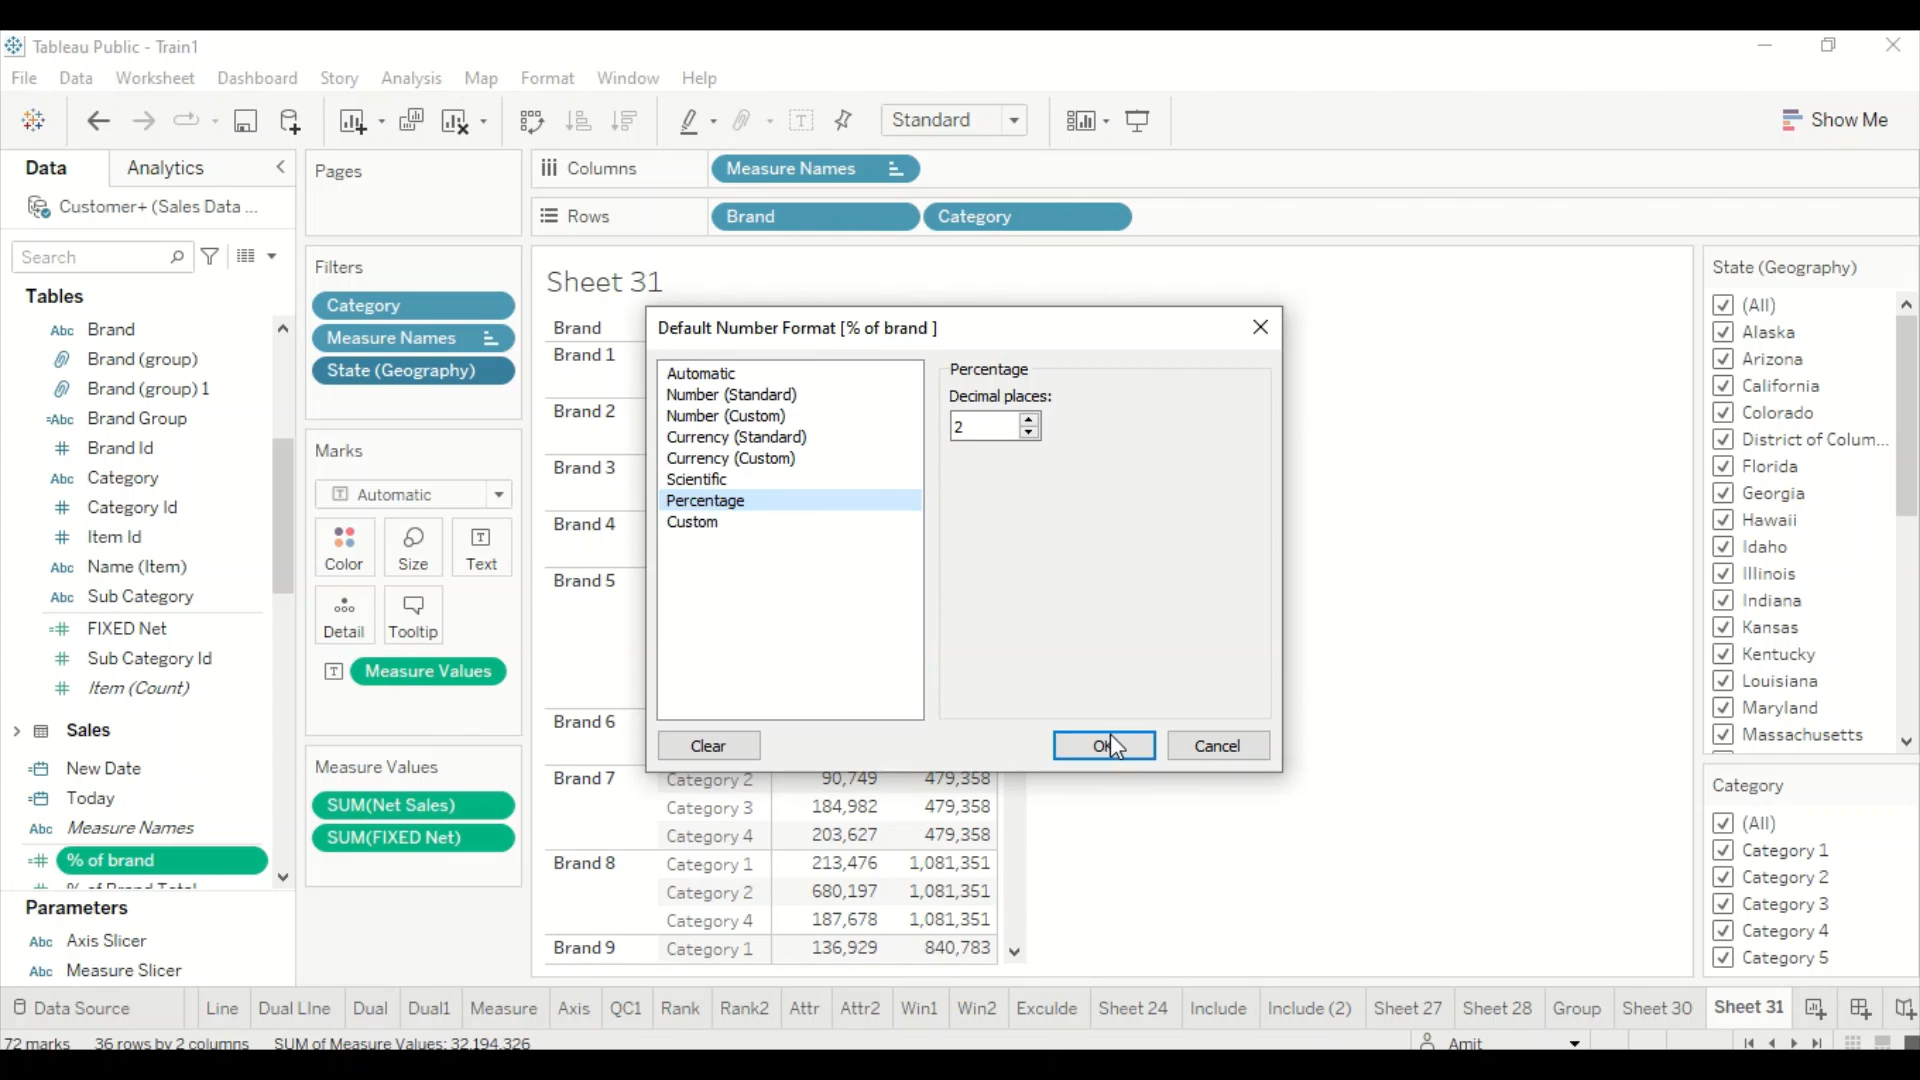 Tableau Public - Train1
File Data Worksheet Dashboard Story Analysis Map Format Window Help
Standard
Show Me
Data Analytics
Customer+ (Sales Data ...
Search
Tables
Abc Brand
Brand (group)
Brand (group) 1
=Abc Brand Group
# Brand Id
Abc Category
# Category Id
# Item Id
Abc Name (Item)
Abc Sub Category
=# FIXED Net
# Sub Category Id
# Item (Count)
Sales
New Date
Today
Abc Measure Names
=# % of brand
% of Brand Total
Parameters
Abc Axis Slicer
Abc Measure Slicer
Pages
Filters
Category
Measure Names
State (Geography)
Marks
Automatic
Color Size Text
Detail Tooltip
Measure Values
Measure Values
SUM(Net Sales)
SUM(FIXED Net)
Columns Measure Names
Rows Brand Category
Sheet 31
Brand
Brand 1
Brand 2
Brand 3
Brand 4
Brand 5
Brand 6
Brand 7 Category 2 90,749 479,358
Category 3 184,982 479,358
Category 4 203,627 479,358
Brand 8 Category 1 213,476 1,081,351
Category 2 680,197 1,081,351
Category 4 187,678 1,081,351
Brand 9 Category 1 136,929 840,783
Default Number Format [% of brand ]
Automatic
Number (Standard)
Number (Custom)
Currency (Standard)
Currency (Custom)
Scientific
Percentage
Custom
Percentage
Decimal places:
2
Clear OK Cancel
State (Geography)
(All)
Alaska
Arizona
California
Colorado
District of Colum...
Florida
Georgia
Hawaii
Idaho
Illinois
Indiana
Kansas
Kentucky
Louisiana
Maryland
Massachusetts
Category
(All)
Category 1
Category 2
Category 3
Category 4
Category 5
Data Source Line Dual LIne Dual Dual1 Measure Axis QC1 Rank Rank2 Attr Attr2 Win1 Win2 Exculde Sheet 24 Include Include (2) Sheet 27 Sheet 28 Group Sheet 30 Sheet 31
72 marks 36 rows by 2 columns SUM of Measure Values: 32,194,326 Amit